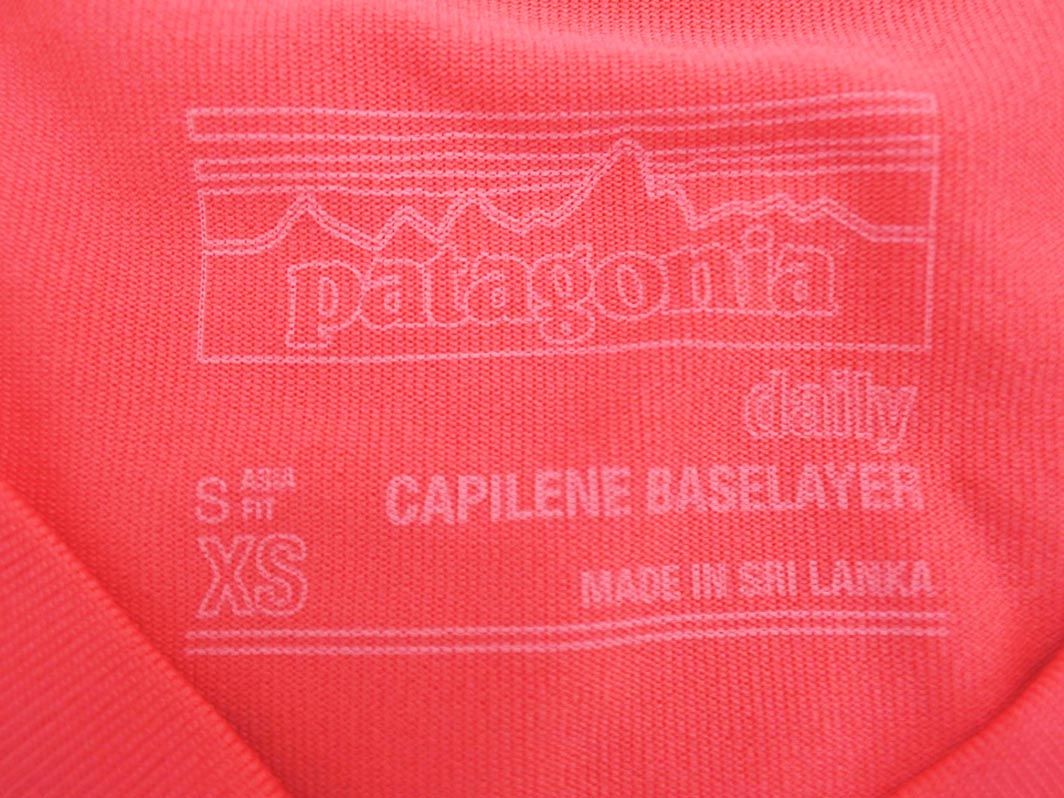 patagonia
daily
S ASIA FIT
CAPILENE BASELAYER
XS
MADE IN SRI LANKA